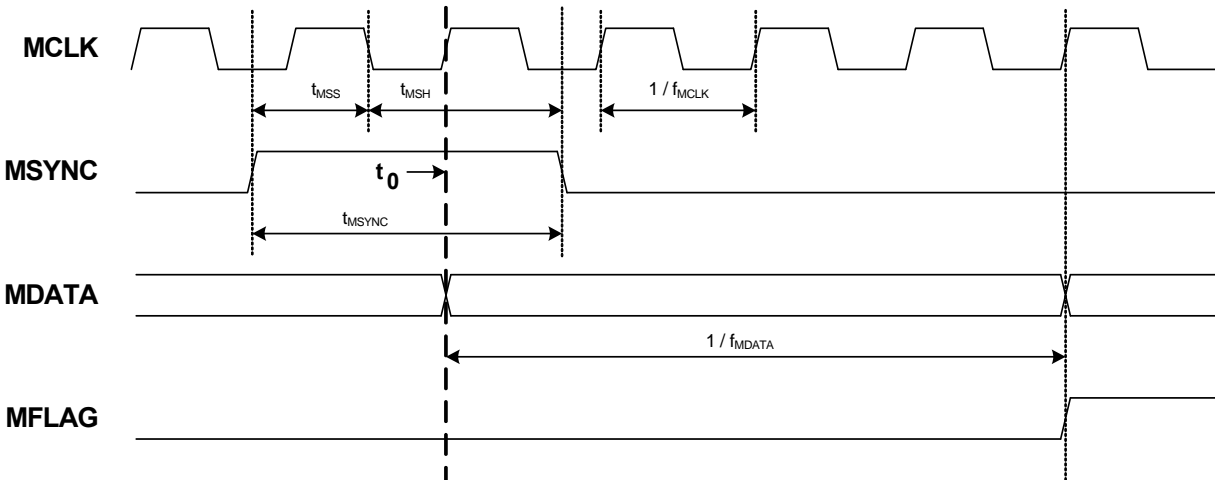 MCLK
tMSS
tMSH
1 / fMCLK
MSYNC
t0
tMSYNC
MDATA
1 / fMDATA
MFLAG